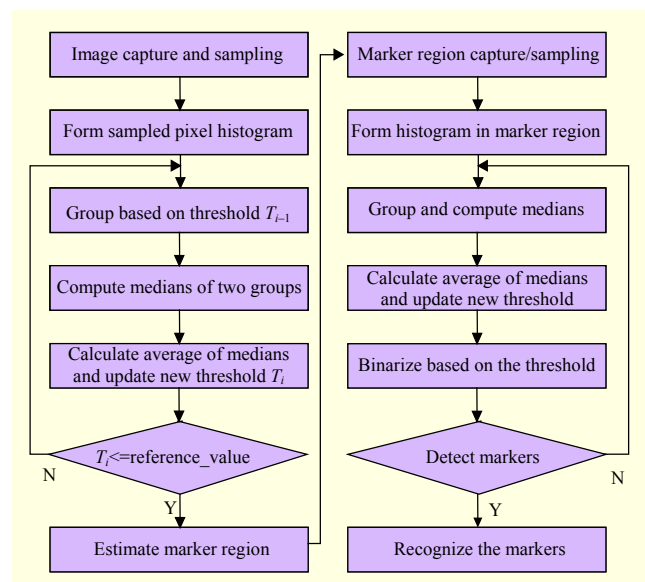 Image capture and sampling
Form sampled pixel histogram
Group based on threshold Ti–1
Compute medians of two groups
Calculate average of medians
and update new threshold Ti
Ti<=reference_value
N
Y
Estimate marker region
Marker region capture/sampling
Form histogram in marker region
Group and compute medians
Calculate average of medians
and update new threshold
Binarize based on the threshold
Detect markers
N
Y
Recognize the markers